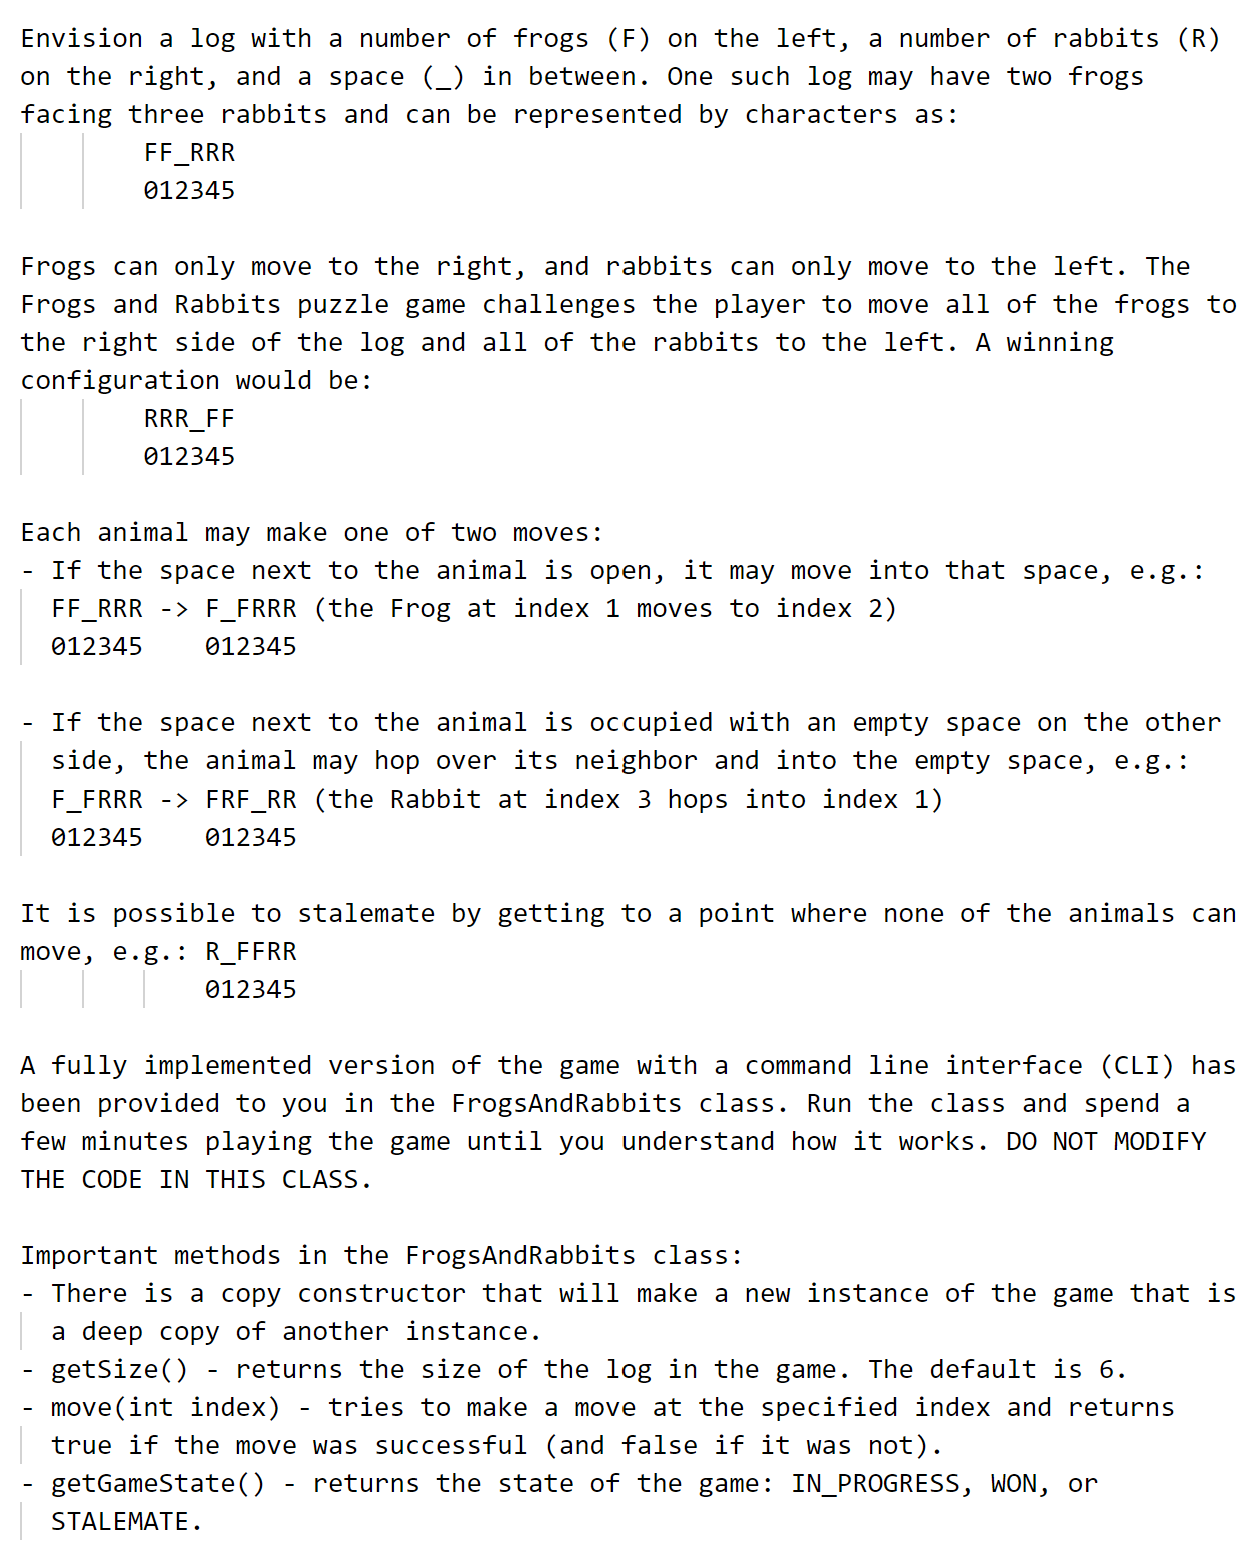 Envision a log with a number of frogs (F) on the left, a number of rabbits (R)
on the right, and a space (_) in between. One such log may have two frogs
facing three rabbits and can be represented by characters as:
FF_RRR
012345
Frogs can only move to the right, and rabbits can only move to the left. The
Frogs and Rabbits puzzle game challenges the player to move all of the frogs to
the right side of the log and all of the rabbits to the left. A winning
configuration would be:
RRR_FF
012345
Each animal may make one of two moves:
- If the space next to the animal is open, it may move into that space, e.g.:
FF_RRR -> F_FRRR (the Frog at index 1 moves to index 2)
012345    012345
- If the space next to the animal is occupied with an empty space on the other
side, the animal may hop over its neighbor and into the empty space, e.g.:
F_FRRR -> FRF_RR (the Rabbit at index 3 hops into index 1)
012345    012345
It is possible to stalemate by getting to a point where none of the animals can
move, e.g.: R_FFRR
012345
A fully implemented version of the game with a command line interface (CLI) has
been provided to you in the FrogsAndRabbits class. Run the class and spend a
few minutes playing the game until you understand how it works. DO NOT MODIFY
THE CODE IN THIS CLASS.
Important methods in the FrogsAndRabbits class:
- There is a copy constructor that will make a new instance of the game that is
a deep copy of another instance.
- getSize() - returns the size of the log in the game. The default is 6.
- move(int index) - tries to make a move at the specified index and returns
true if the move was successful (and false if it was not).
- getGameState() - returns the state of the game: IN_PROGRESS, WON, or
STALEMATE.